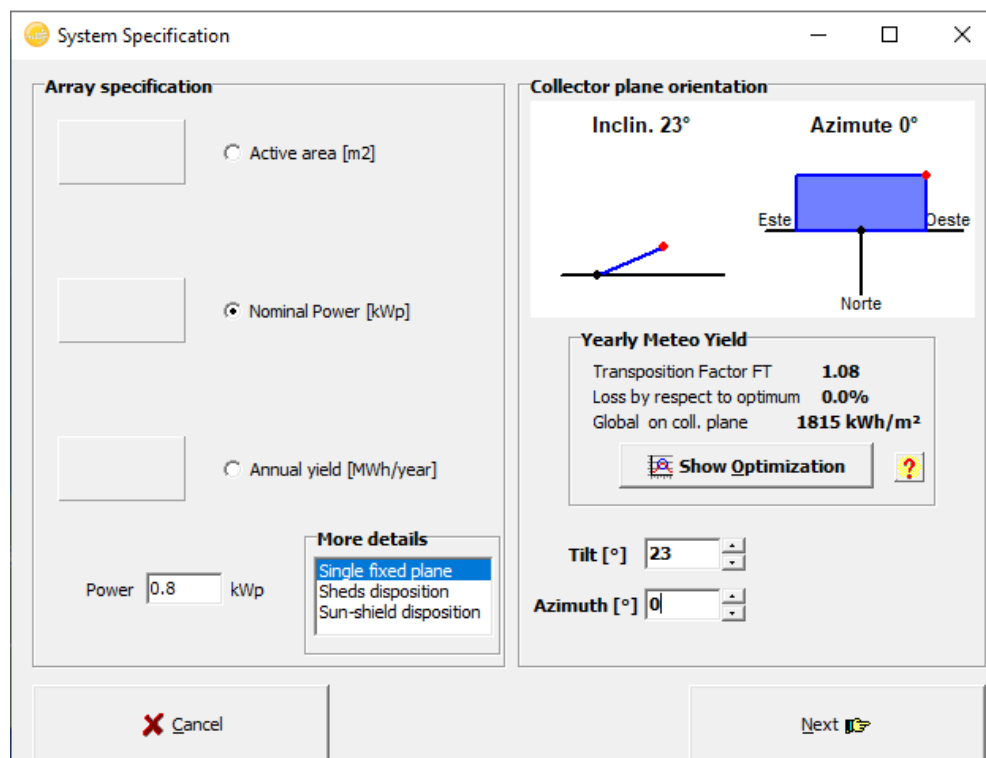 System Specification
Array specification
Active area [m2]
Nominal Power [kWp]
Annual yield [MWh/year]
More details
Single fixed plane
Sheds disposition
Sun-shield disposition
Power 0.8 kWp
Collector plane orientation
Inclin. 23° Azimute 0°
Este Oeste
Norte
Yearly Meteo Yield
Transposition Factor FT 1.08
Loss by respect to optimum 0.0%
Global on coll. plane 1815 kWh/m²
Show Optimization ?
Tilt [°] 23
Azimuth [°] 0
Cancel
Next